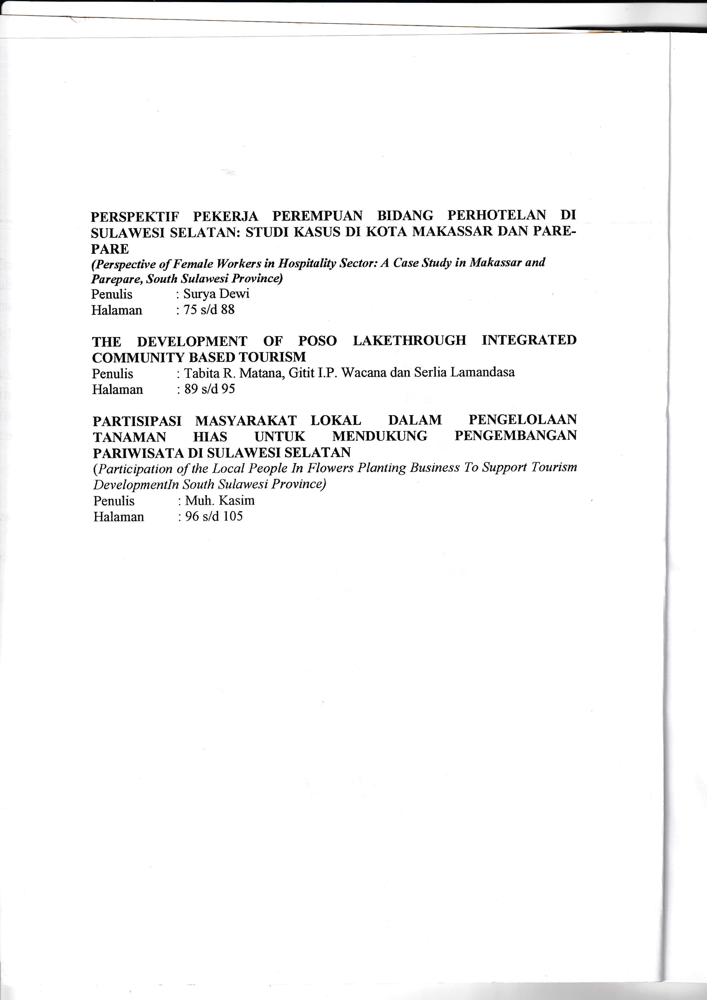 PERSPEKTIF PEKERJA PEREMPUAN BIDANG PERHOTELAN DI
SULAWESI SELATAN: STUDI KASUS DI KOTA MAKASSAR DAN PARE-
PARE
(Perspective of Female Workers in Hospitality Sector: A Case Study in Makassar and
Parepare, South Sulawesi Province)
Penulis : Surya Dewi
Halaman : 75 s/d 88
THE DEVELOPMENT OF POSO LAKETHROUGH INTEGRATED
COMMUNITY BASED TOURISM
Penulis : Tabita R. Matana, Gitit I.P. Wacana dan Serlia Lamandasa
Halaman : 89 s/d 95
PARTISIPASI MASYARAKAT LOKAL DALAM PENGELOLAAN
TANAMAN HIAS UNTUK MENDUKUNG PENGEMBANGAN
PARIWISATA DI SULAWESI SELATAN
(Participation of the Local People In Flowers Planting Business To Support Tourism
DevelopmentIn South Sulawesi Province)
Penulis : Muh. Kasim
Halaman : 96 s/d 105